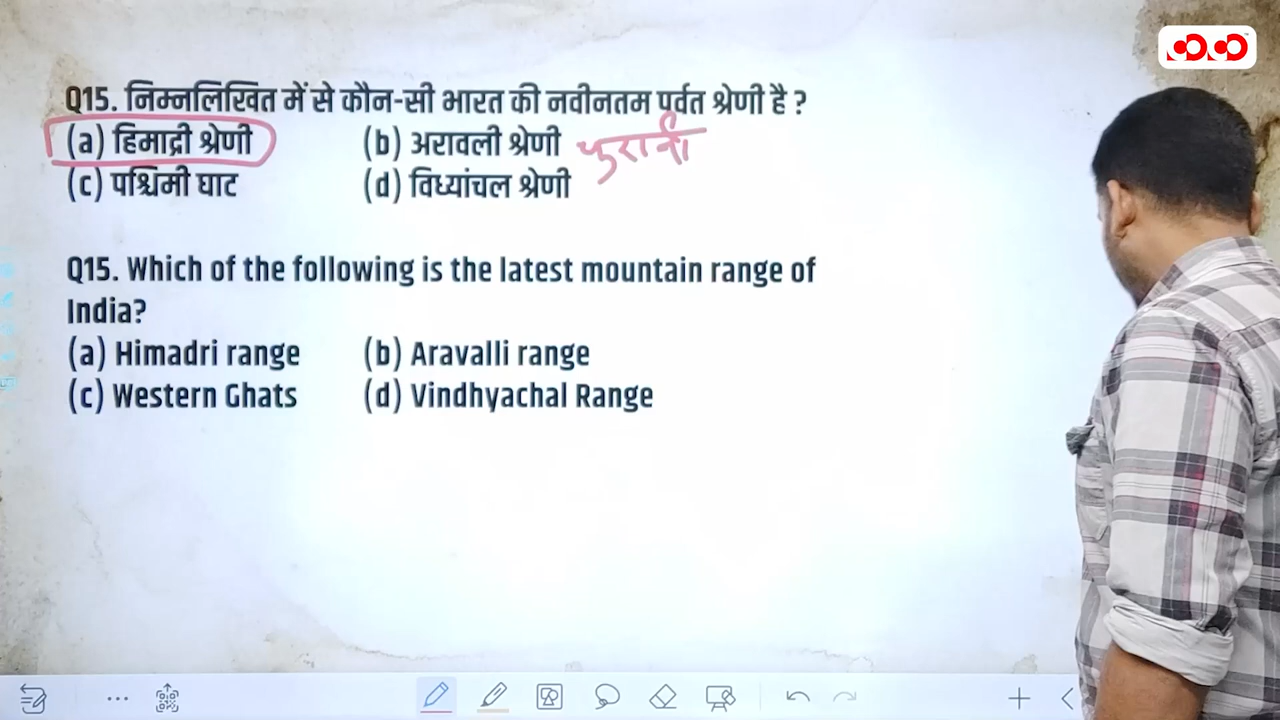 Q15. निम्नलिखित में से कौन-सी भारत की नवीनतम पर्वत श्रेणी है ?
(a) हिमाद्री श्रेणी (b) अरावली श्रेणी पुरानी
(c) पश्चिमी घाट (d) विध्यांचल श्रेणी
Q15. Which of the following is the latest mountain range of
India?
(a) Himadri range (b) Aravalli range
(c) Western Ghats (d) Vindhyachal Range